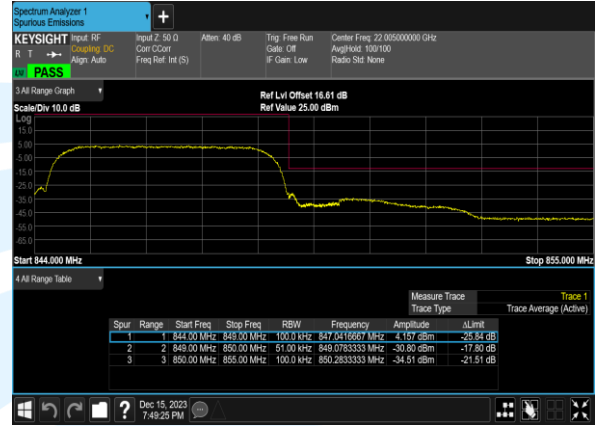 Spectrum Analyzer 1
Spurious Emissions
+
KEYSIGHT Input: RF Input Z: 50 Ω Atten: 40 dB Trig: Free Run Center Freq: 22.005000000 GHz
R T Coupling: DC Corr CCorr Gate: Off Avg|Hold: 100/100
Align: Auto Freq Ref: Int (S) IF Gain: Low Radio Std: None
LW PASS
3 All Range Graph
Ref Lvl Offset 16.61 dB
Scale/Div 10.0 dB Ref Value 25.00 dBm
Log
15.0
5.00
-5.00
-15.0
-25.0
-35.0
-45.0
-55.0
-65.0
Start 844.000 MHz Stop 855.000 MHz
4 All Range Table
Measure Trace Trace 1
Trace Type Trace Average (Active)
Spur Range Start Freq Stop Freq RBW Frequency Amplitude ΔLimit
1 1 844.00 MHz 849.00 MHz 100.0 kHz 847.0416667 MHz 4.157 dBm -25.84 dB
2 2 849.00 MHz 850.00 MHz 51.00 kHz 849.0783333 MHz -30.80 dBm -17.80 dB
3 3 850.00 MHz 855.00 MHz 100.0 kHz 850.2833333 MHz -34.51 dBm -21.51 dB
? Dec 15, 2023
7:49:25 PM